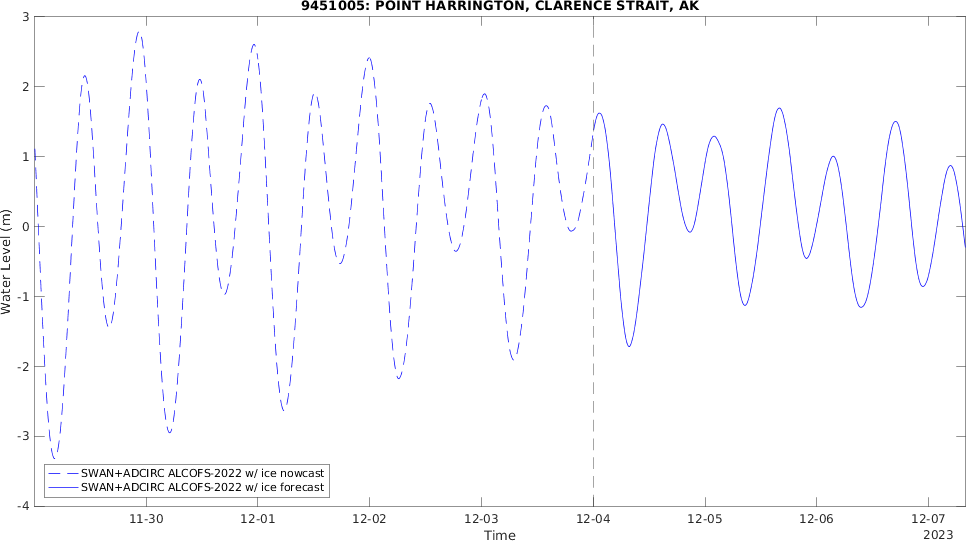 9451005: POINT HARRINGTON, CLARENCE STRAIT, AK
3
2
1
0
-1
-2
-3
-4
Water Level (m)
SWAN+ADCIRC ALCOFS-2022 w/ ice nowcast
SWAN+ADCIRC ALCOFS-2022 w/ ice forecast
11-30 12-01 12-02 12-03 12-04 12-05 12-06 12-07
Time
2023